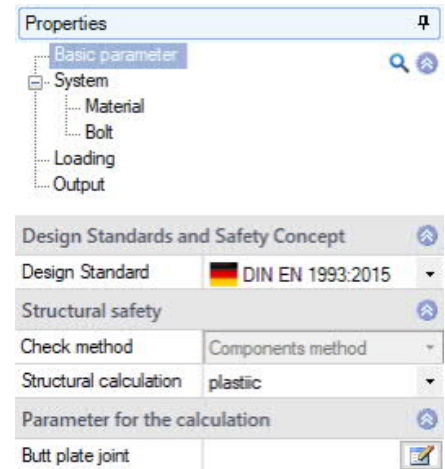 Properties
Basic parameter
System
Material
Bolt
Loading
Output
Design Standards and Safety Concept
Design Standard DIN EN 1993:2015
Structural safety
Check method Components method
Structural calculation plastiic
Parameter for the calculation
Butt plate joint